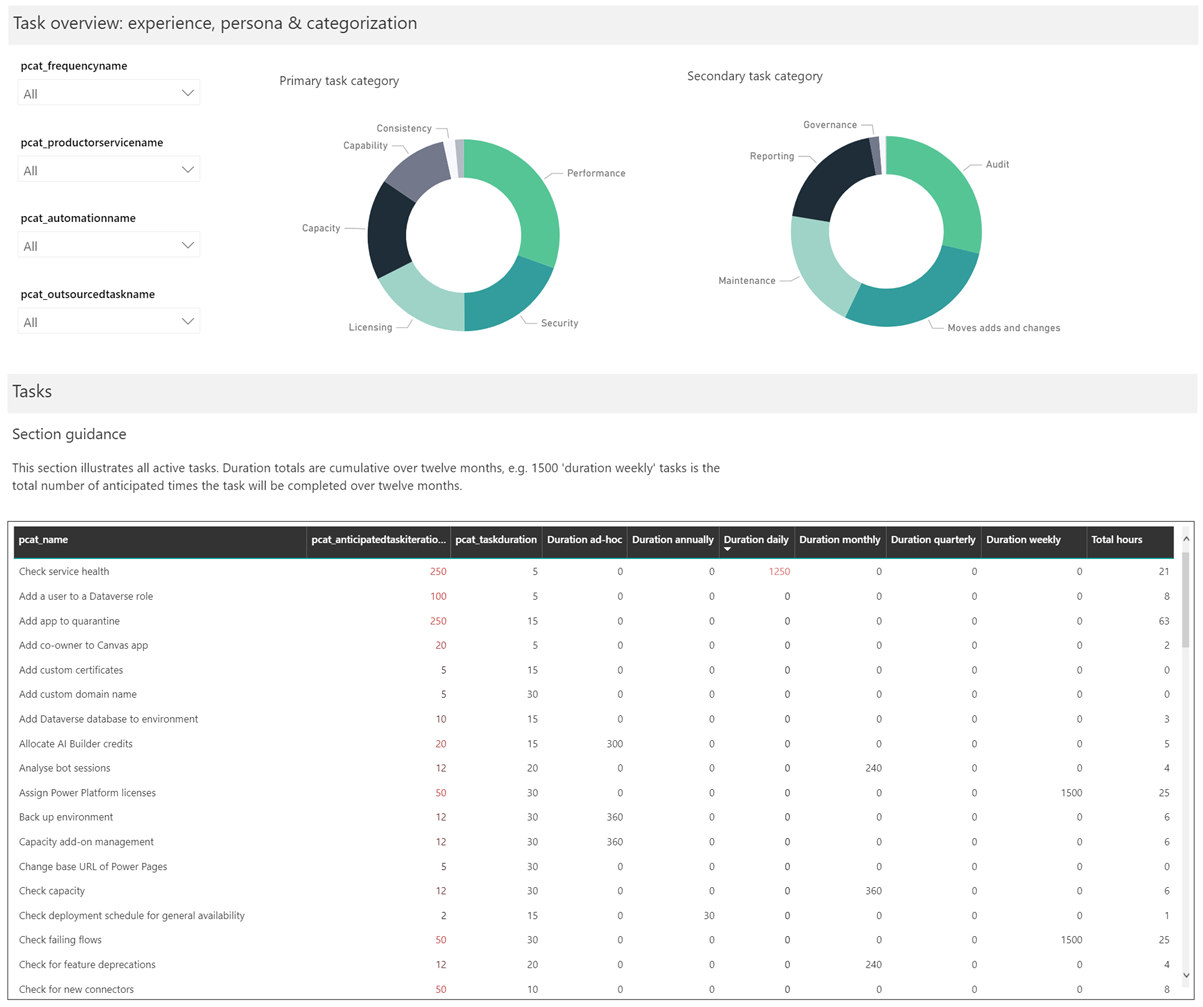 Task overview: experience, persona & categorization
pcat_frequencyname
All
pcat_productorservicename
All
pcat_automationname
All
pcat_outsourcedtaskname
All
Primary task category
Consistency
Capability
Performance
Capacity
Licensing
Security
Secondary task category
Governance
Reporting
Audit
Maintenance
Moves adds and changes
Tasks
Section guidance
This section illustrates all active tasks. Duration totals are cumulative over twelve months, e.g. 1500 'duration weekly' tasks is the
total number of anticipated times the task will be completed over twelve months.
pcat_name pcat_anticipatedtaskiteratio... pcat_taskduration Duration ad-hoc Duration annually Duration daily Duration monthly Duration quarterly Duration weekly Total hours
Check service health 250 5 0 0 1250 0 0 0 21
Add a user to a Dataverse role 100 5 0 0 0 0 0 0 8
Add app to quarantine 250 15 0 0 0 0 0 0 63
Add co-owner to Canvas app 20 5 0 0 0 0 0 0 2
Add custom certificates 5 15 0 0 0 0 0 0 0
Add custom domain name 5 30 0 0 0 0 0 0 0
Add Dataverse database to environment 10 15 0 0 0 0 0 0 3
Allocate AI Builder credits 20 15 300 0 0 0 0 0 5
Analyse bot sessions 12 20 0 0 0 240 0 0 4
Assign Power Platform licenses 50 30 0 0 0 0 0 1500 25
Back up environment 12 30 360 0 0 0 0 0 6
Capacity add-on management 12 30 360 0 0 0 0 0 6
Change base URL of Power Pages 5 30 0 0 0 0 0 0 0
Check capacity 12 30 0 0 0 360 0 0 6
Check deployment schedule for general availability 2 15 0 30 0 0 0 0 1
Check failing flows 50 30 0 0 0 0 0 1500 25
Check for feature deprecations 12 20 0 0 0 240 0 0 4
Check for new connectors 50 10 0 0 0 0 0 0 8